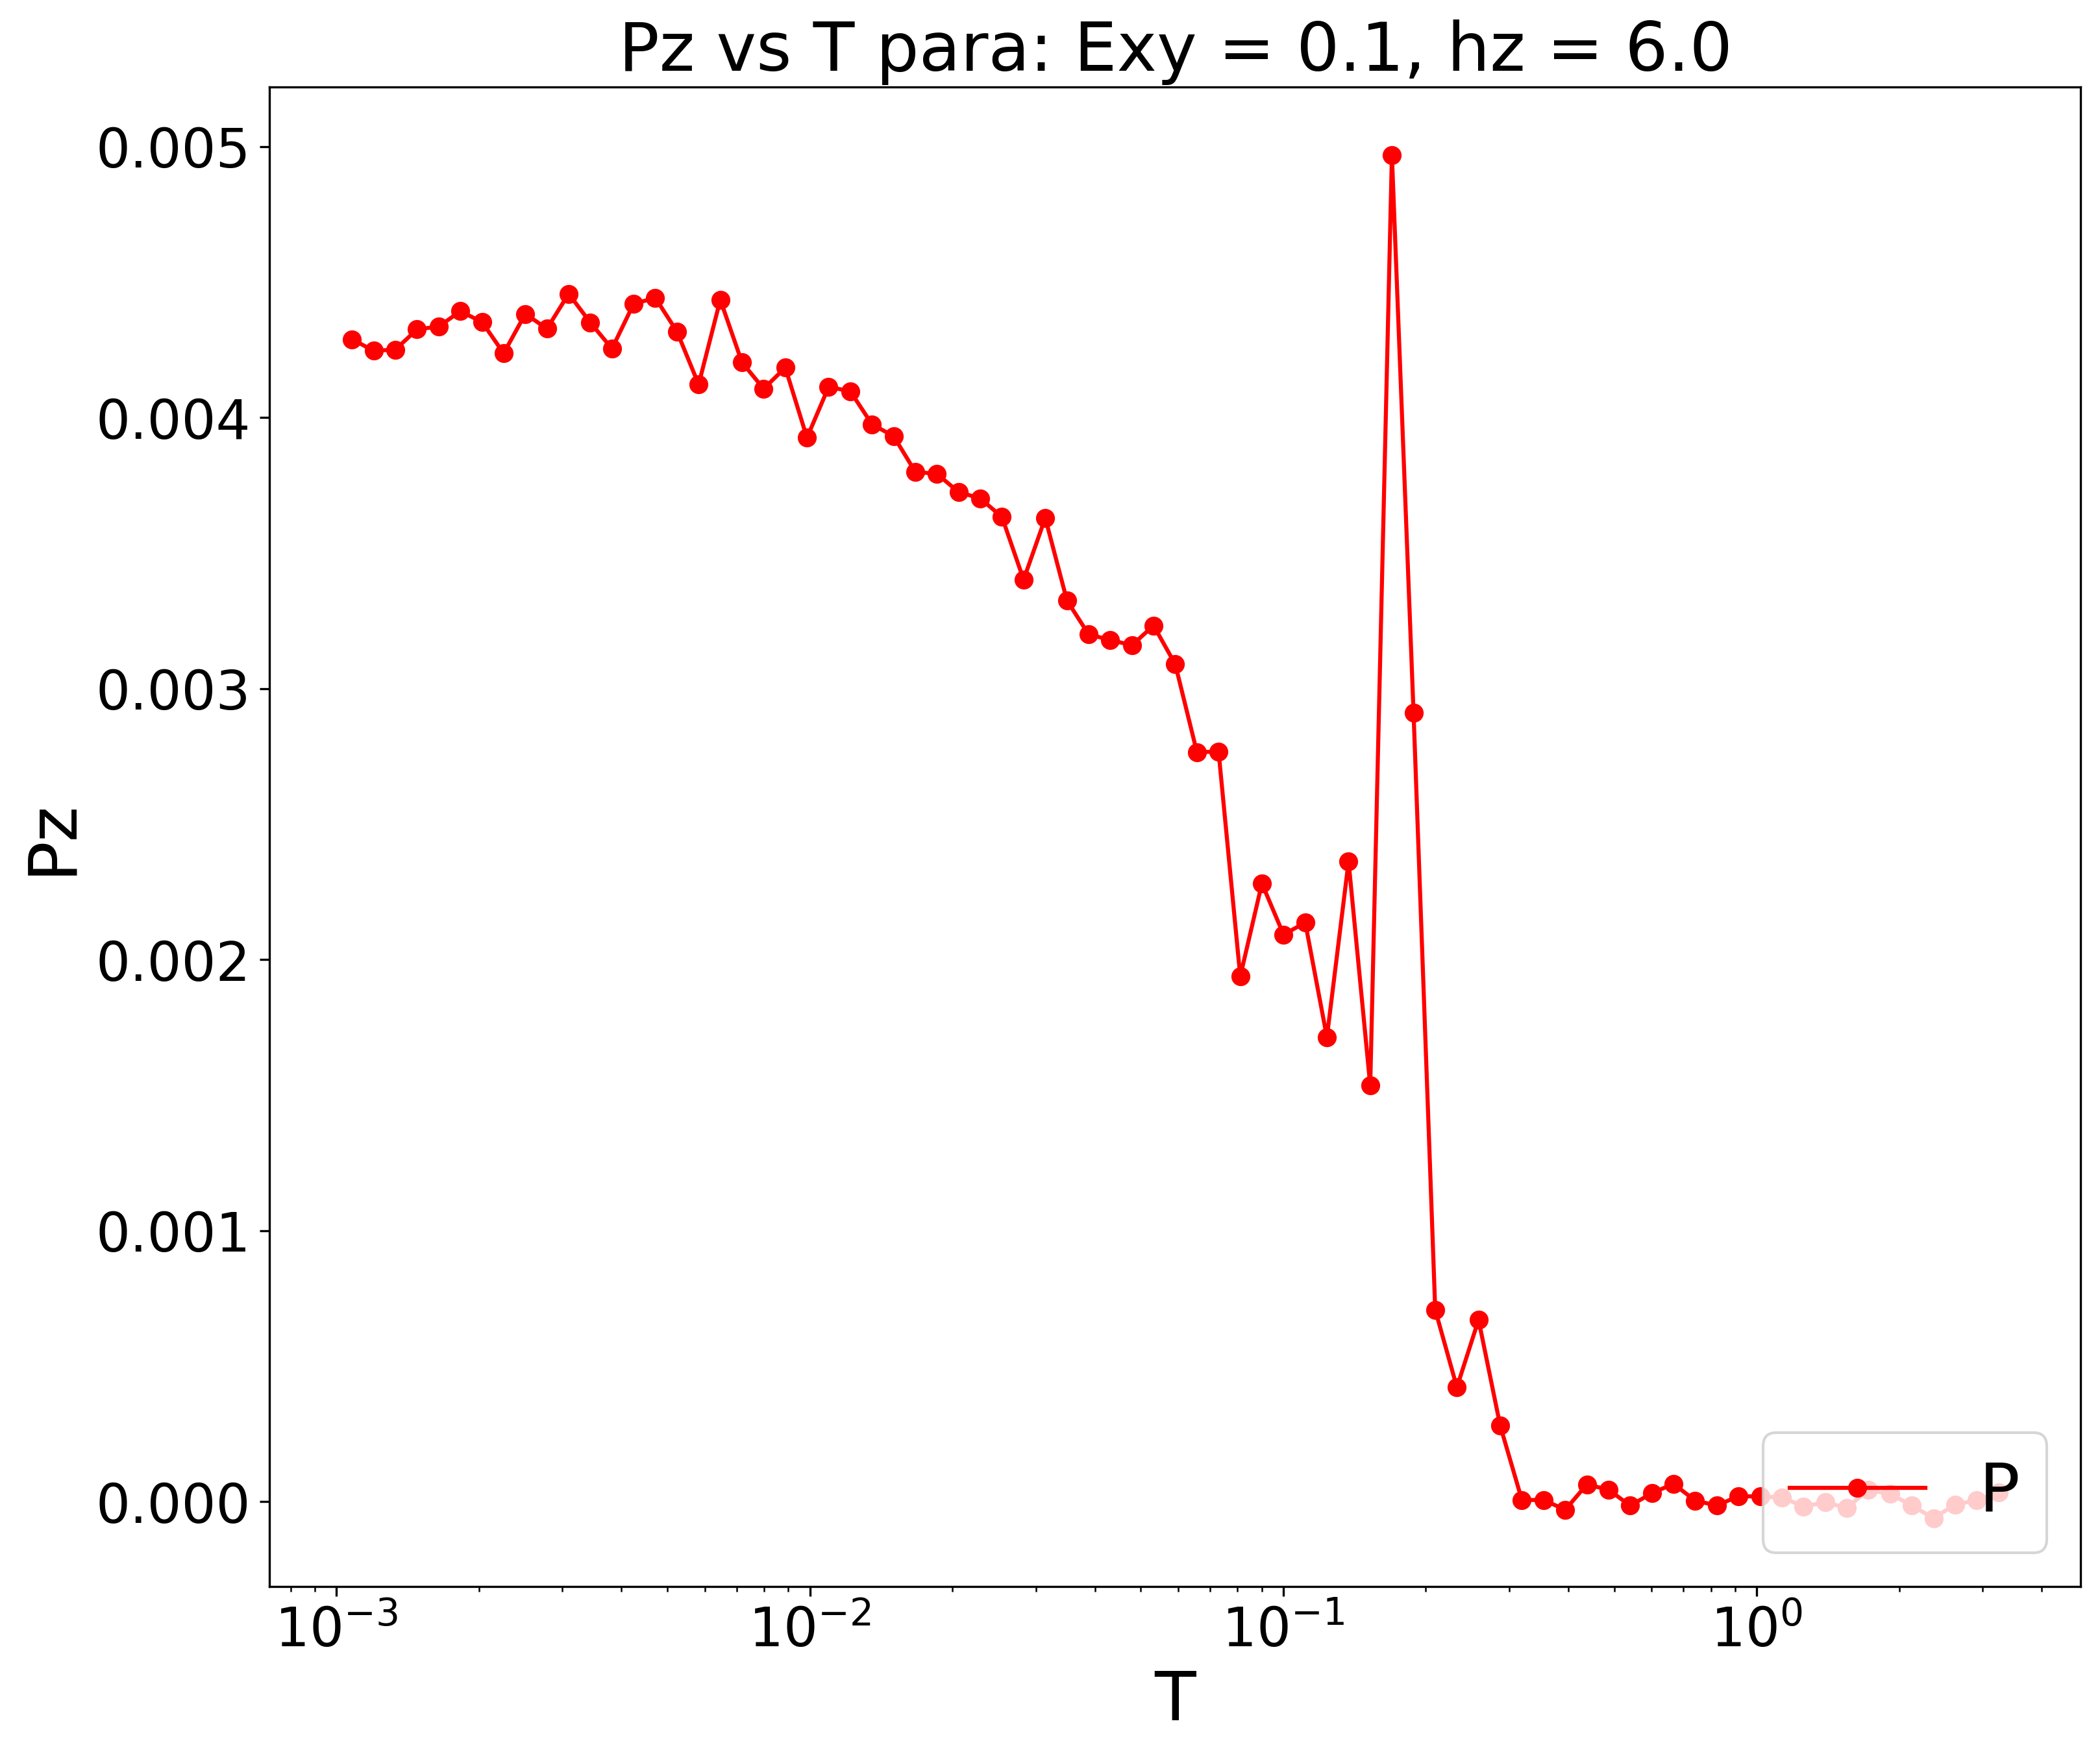 Pz vs T para: Exy = 0.1, hz = 6.0
0.005
0.004
0.003
0.002
0.001
0.000
Pz
P
10⁻³ 10⁻² 10⁻¹ 10⁰
T